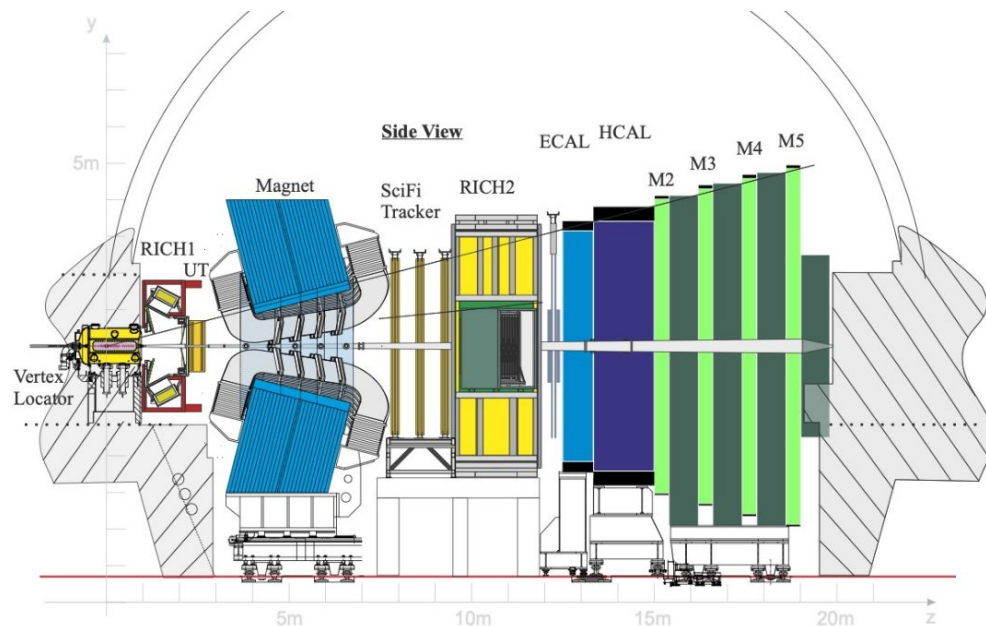 y
5m
Side View
ECAL
HCAL
M5
M4
M3
M2
Magnet
SciFi
Tracker
RICH2
RICH1
UT
Vertex
Locator
5m
10m
15m
20m
z